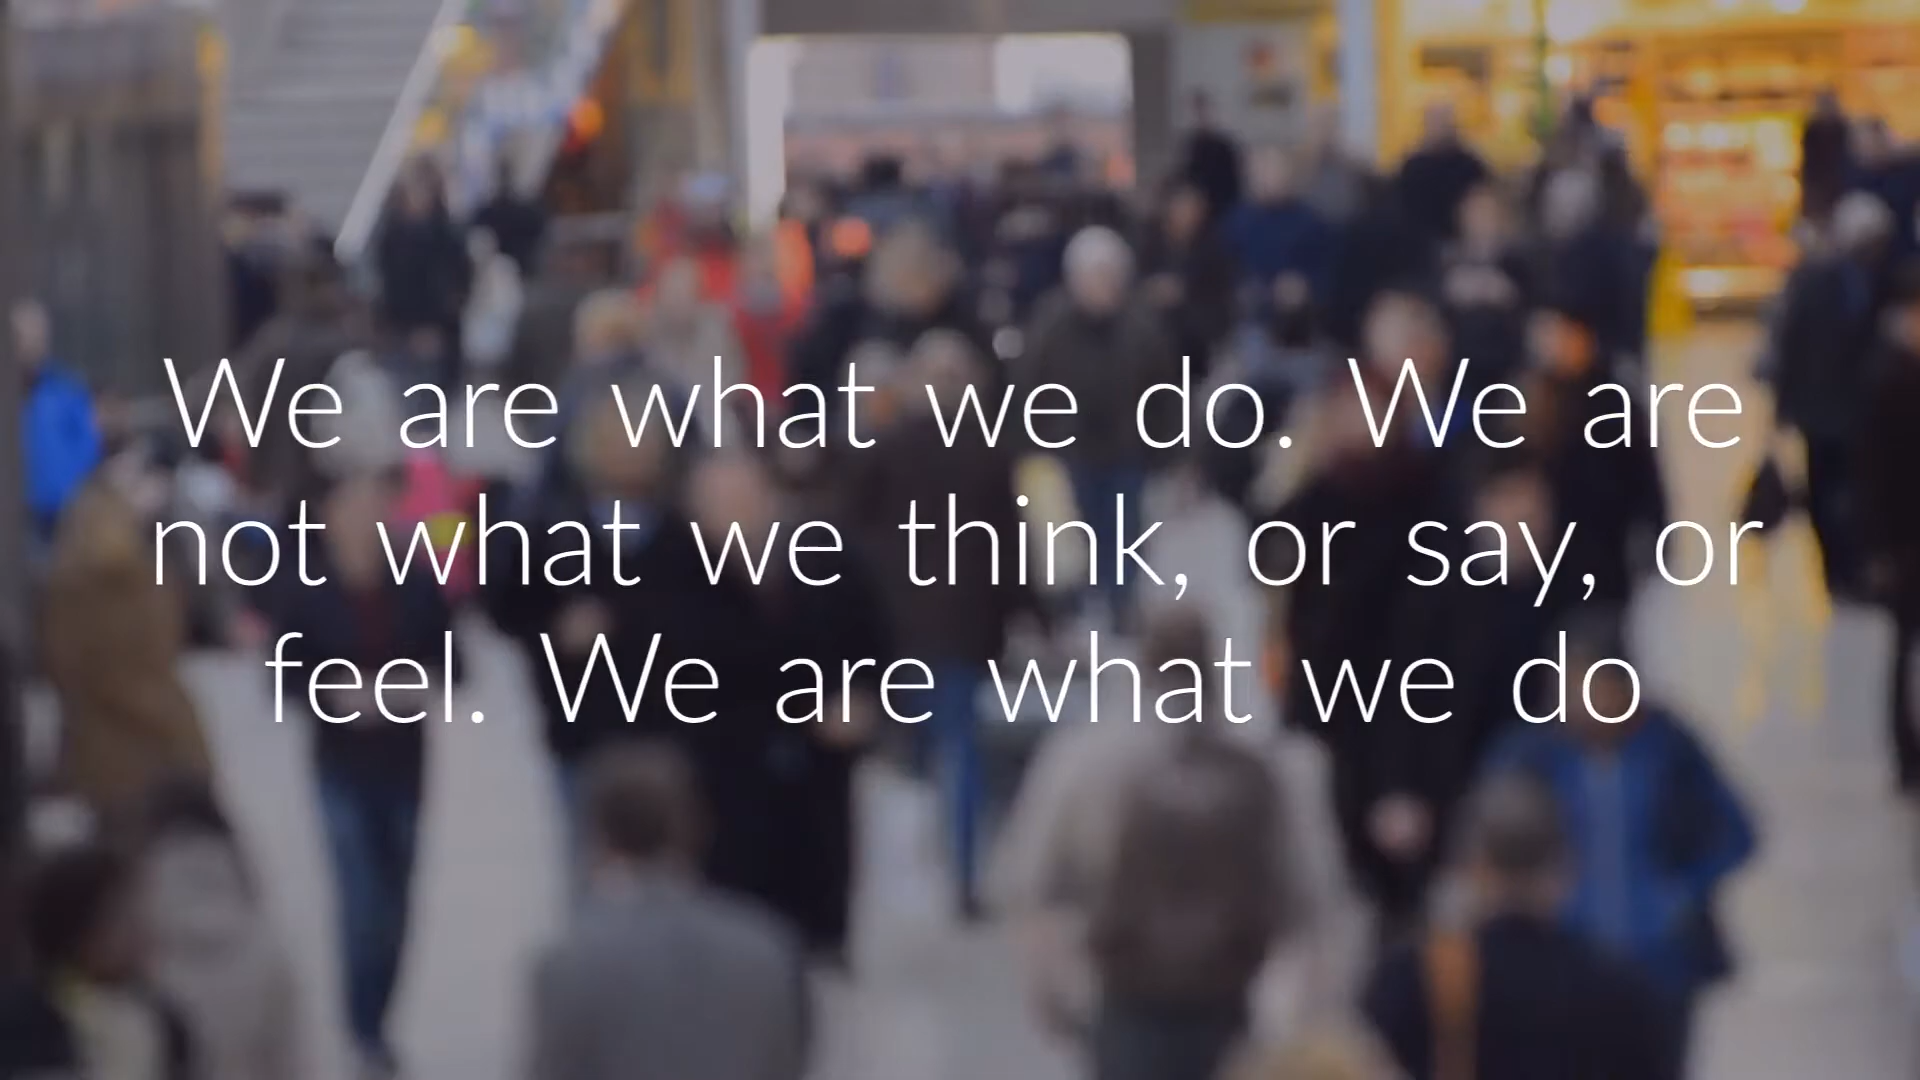 We are what we do. We are
not what we think, or say, or
feel. We are what we do